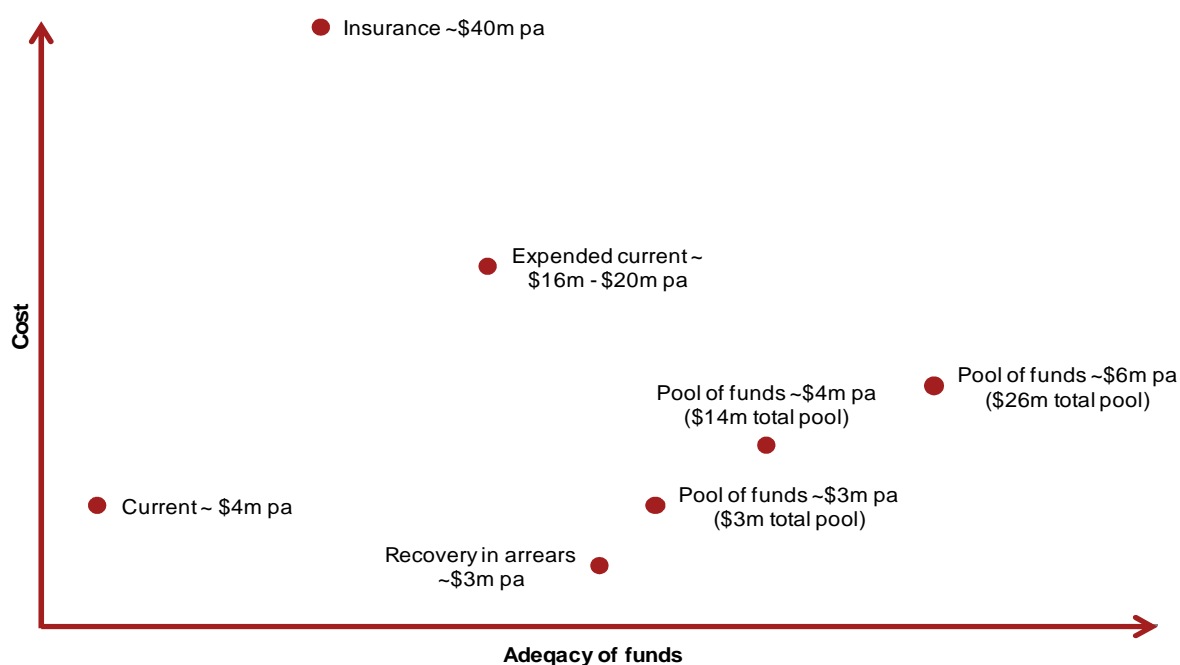 Insurance ~$40m pa
Expended current ~
$16m - $20m pa
Cost
Pool of funds ~$6m pa
($26m total pool)
Pool of funds ~$4m pa
($14m total pool)
Pool of funds ~$3m pa
($3m total pool)
Current ~ $4m pa
Recovery in arrears
~$3m pa
Adeqacy of funds